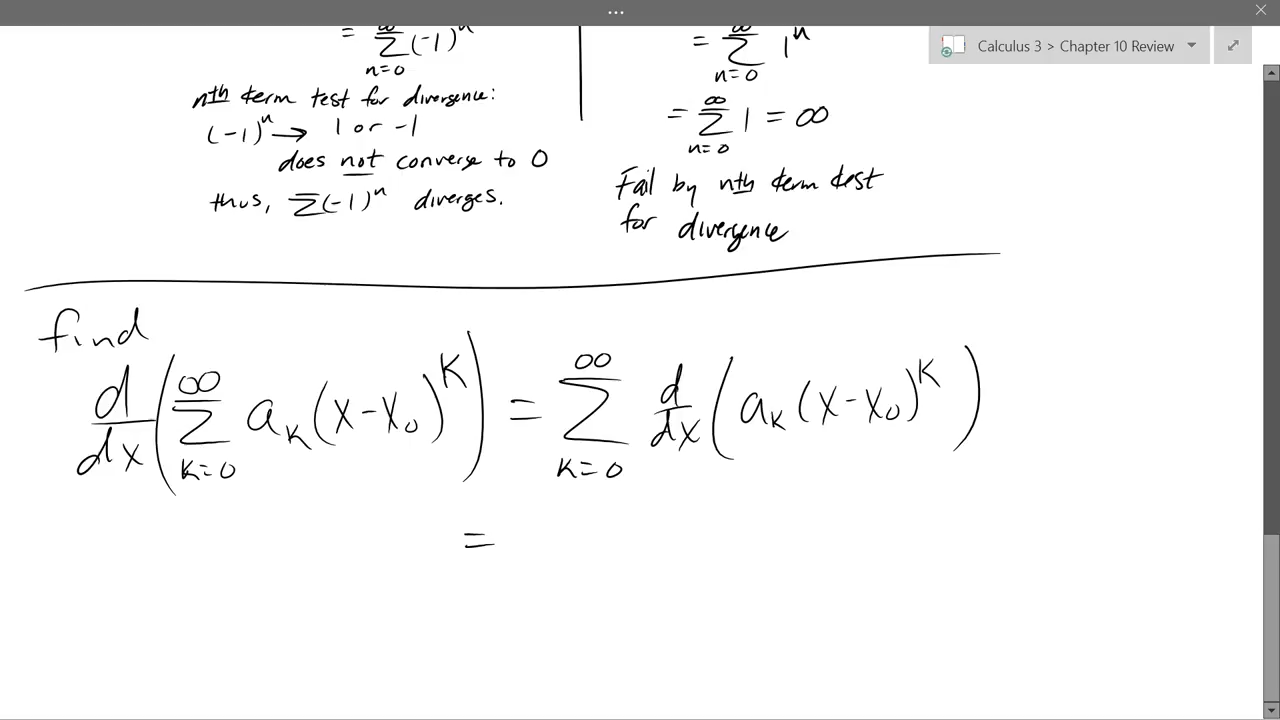 ...
Calculus 3 > Chapter 10 Review
= ∞ Σ n=0 (-1)^n
= ∞ Σ n=0 1^n
nth term test for divergence:
(-1)^n → 1 or -1
does not converge to 0
thus, Σ(-1)^n diverges.
= ∞ Σ n=0 1 = ∞
Fail by nth term test
for divergence
find
d/dx ( ∞ Σ k=0 a_k (x-x_0)^k ) = ∞ Σ k=0 d/dx ( a_k (x-x_0)^k )
=